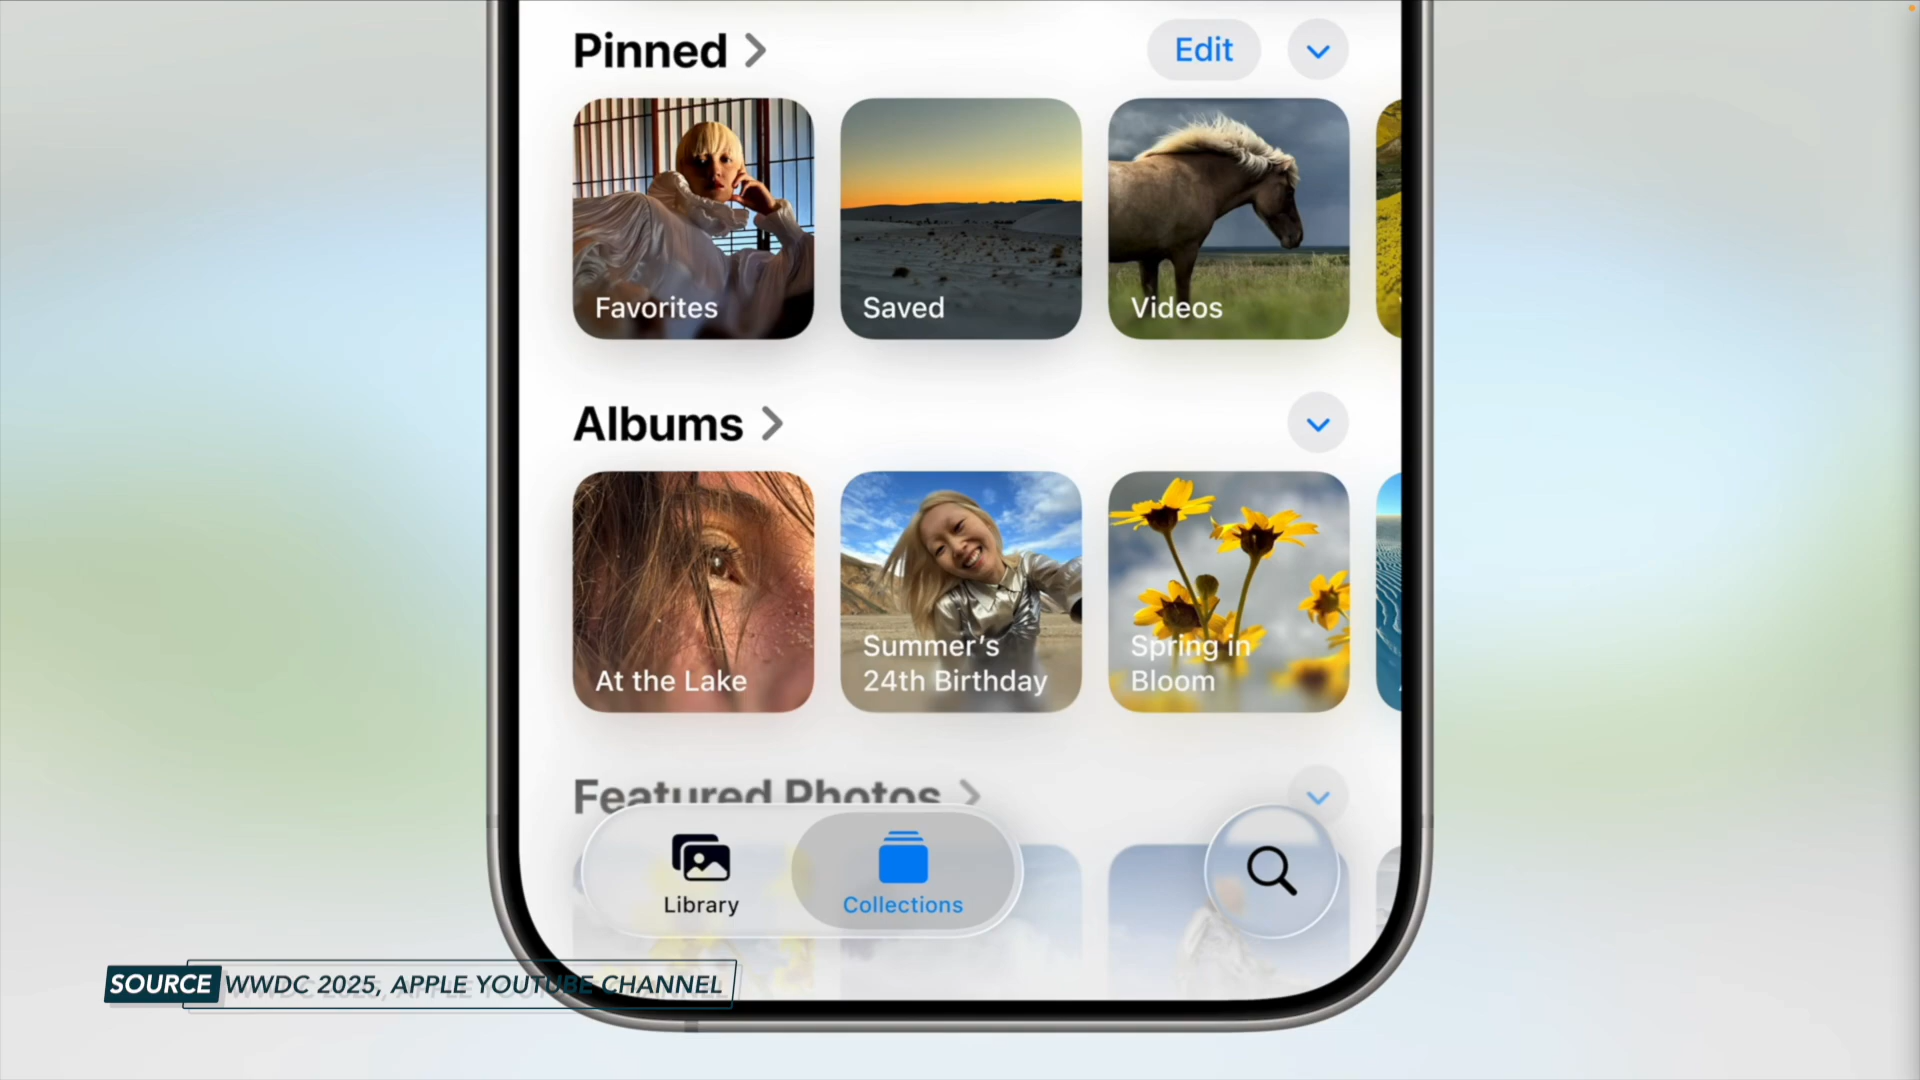 Pinned
Edit
Favorites
Saved
Videos
Albums
At the Lake
Summer's
24th Birthday
Spring in
Bloom
Featured Photos
Library
Collections
SOURCE WWDC 2025, APPLE YOUTUBE CHANNEL